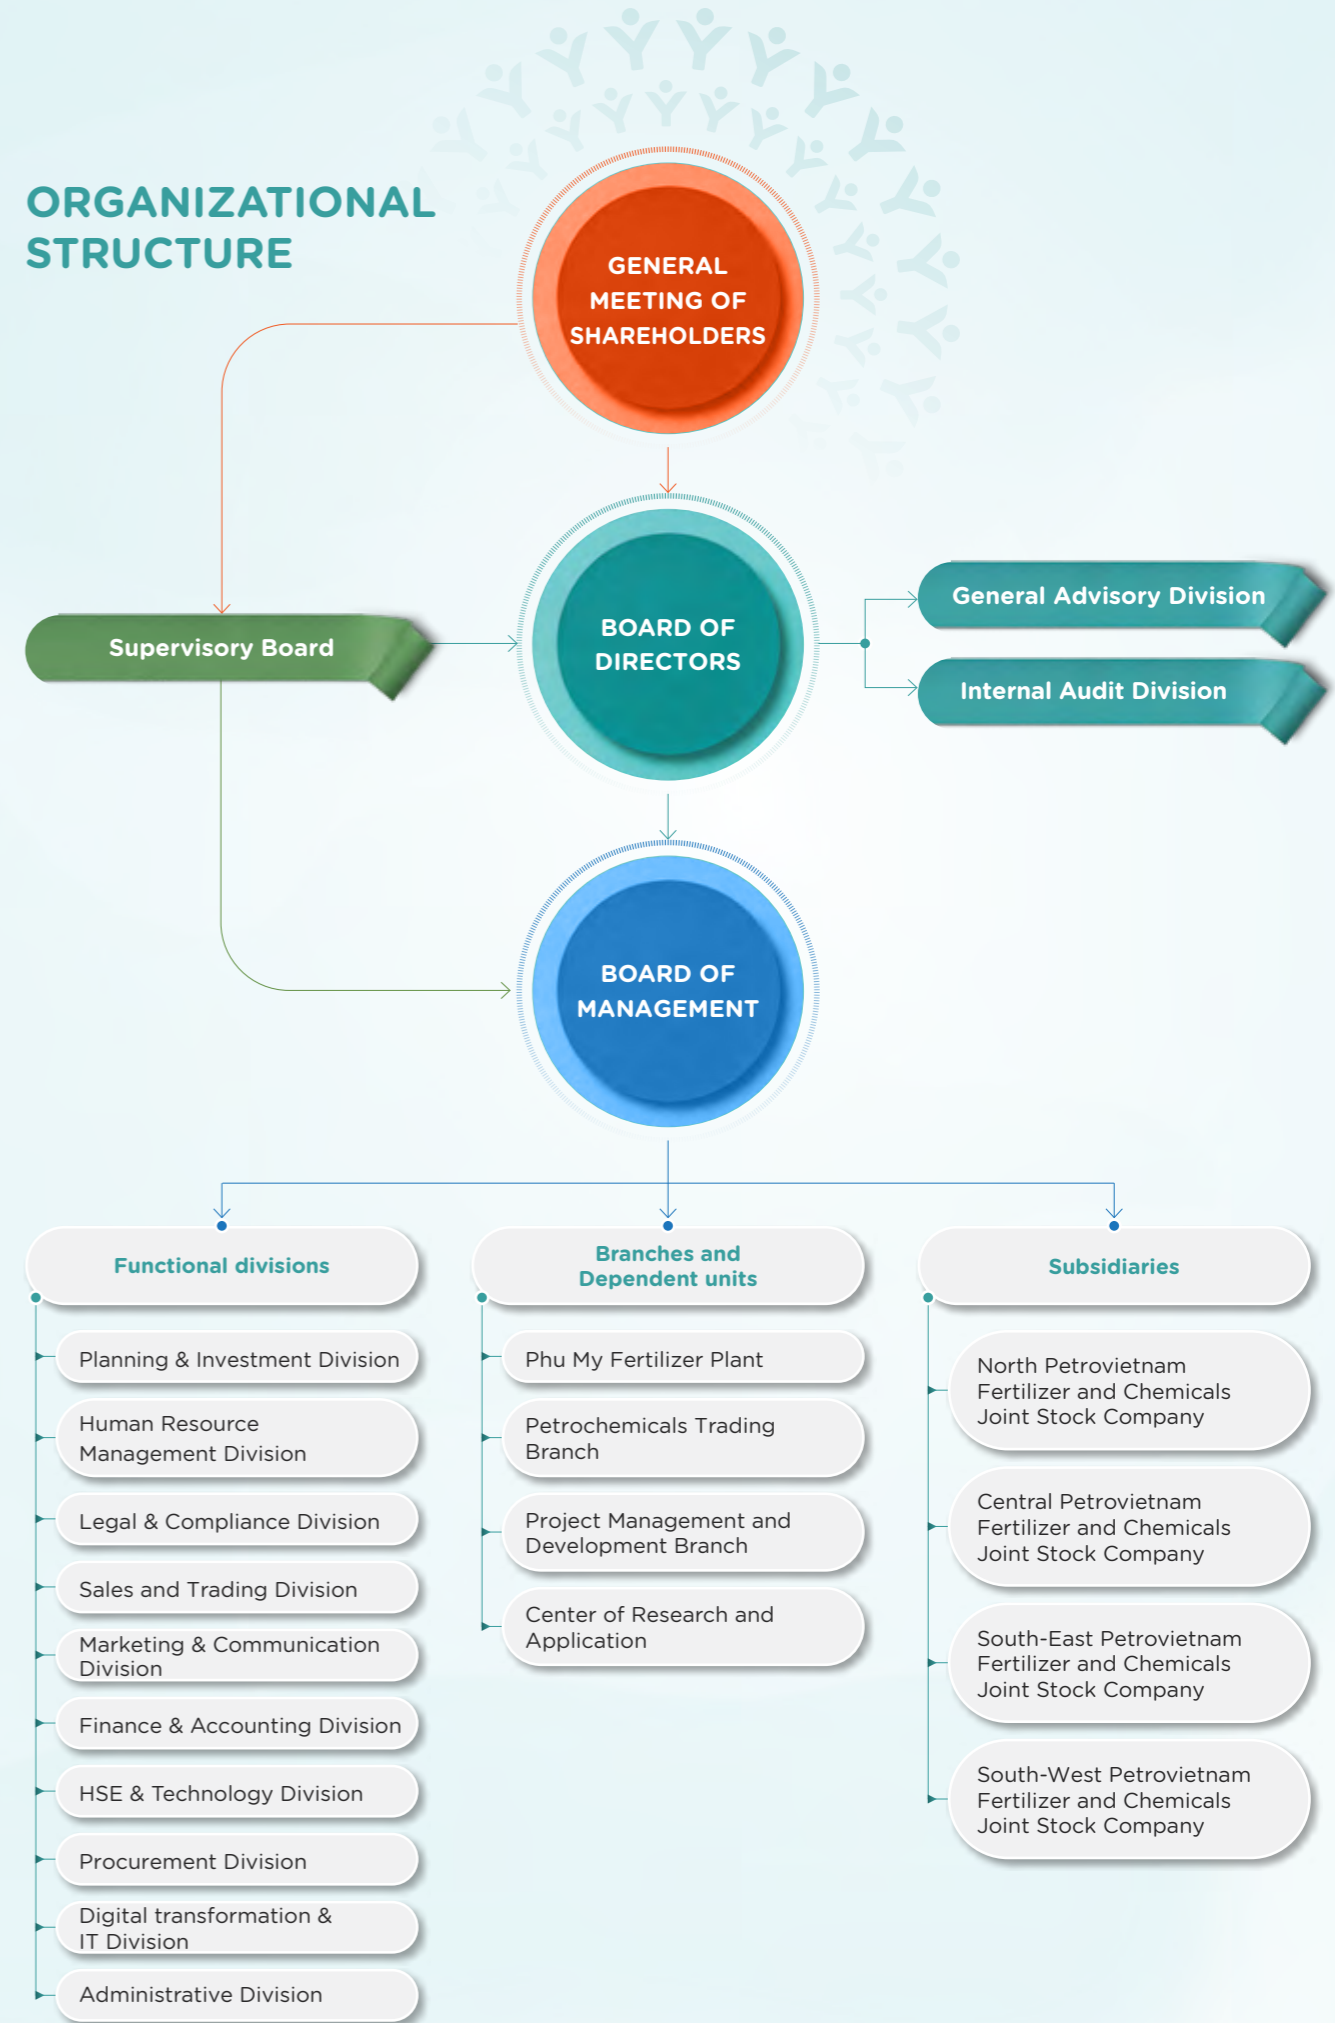 ORGANIZATIONAL
STRUCTURE
GENERAL
MEETING OF
SHAREHOLDERS
Supervisory Board
BOARD OF
DIRECTORS
General Advisory Division
Internal Audit Division
BOARD OF
MANAGEMENT
Functional divisions
Planning & Investment Division
Human Resource
Management Division
Legal & Compliance Division
Sales and Trading Division
Marketing & Communication
Division
Finance & Accounting Division
HSE & Technology Division
Procurement Division
Digital transformation &
IT Division
Administrative Division
Branches and
Dependent units
Phu My Fertilizer Plant
Petrochemicals Trading
Branch
Project Management and
Development Branch
Center of Research and
Application
Subsidiaries
North Petrovietnam
Fertilizer and Chemicals
Joint Stock Company
Central Petrovietnam
Fertilizer and Chemicals
Joint Stock Company
South-East Petrovietnam
Fertilizer and Chemicals
Joint Stock Company
South-West Petrovietnam
Fertilizer and Chemicals
Joint Stock Company